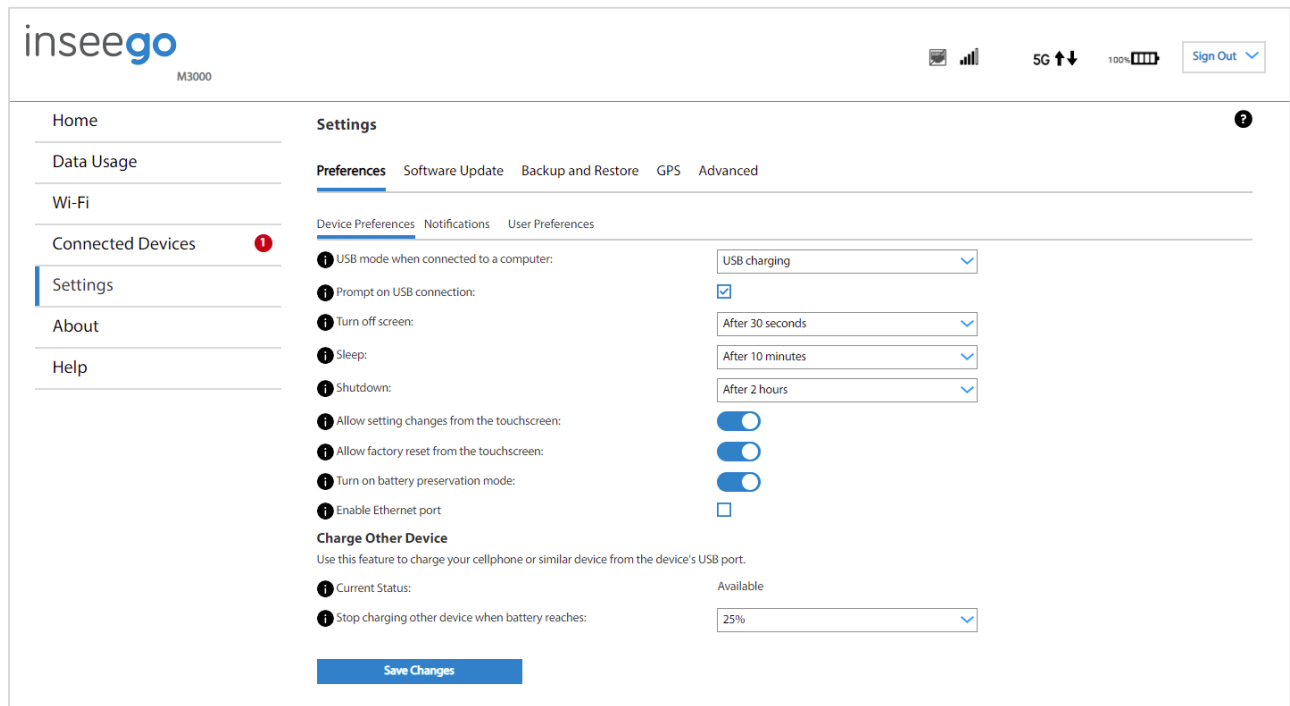 inseego
M3000
5G
100%
Sign Out
Home
Data Usage
Wi-Fi
Connected Devices 1
Settings
About
Help
Settings
?
Preferences Software Update Backup and Restore GPS Advanced
Device Preferences Notifications User Preferences
USB mode when connected to a computer: USB charging
Prompt on USB connection:
Turn off screen: After 30 seconds
Sleep: After 10 minutes
Shutdown: After 2 hours
Allow setting changes from the touchscreen:
Allow factory reset from the touchscreen:
Turn on battery preservation mode:
Enable Ethernet port
Charge Other Device
Use this feature to charge your cellphone or similar device from the device's USB port.
Current Status: Available
Stop charging other device when battery reaches: 25%
Save Changes